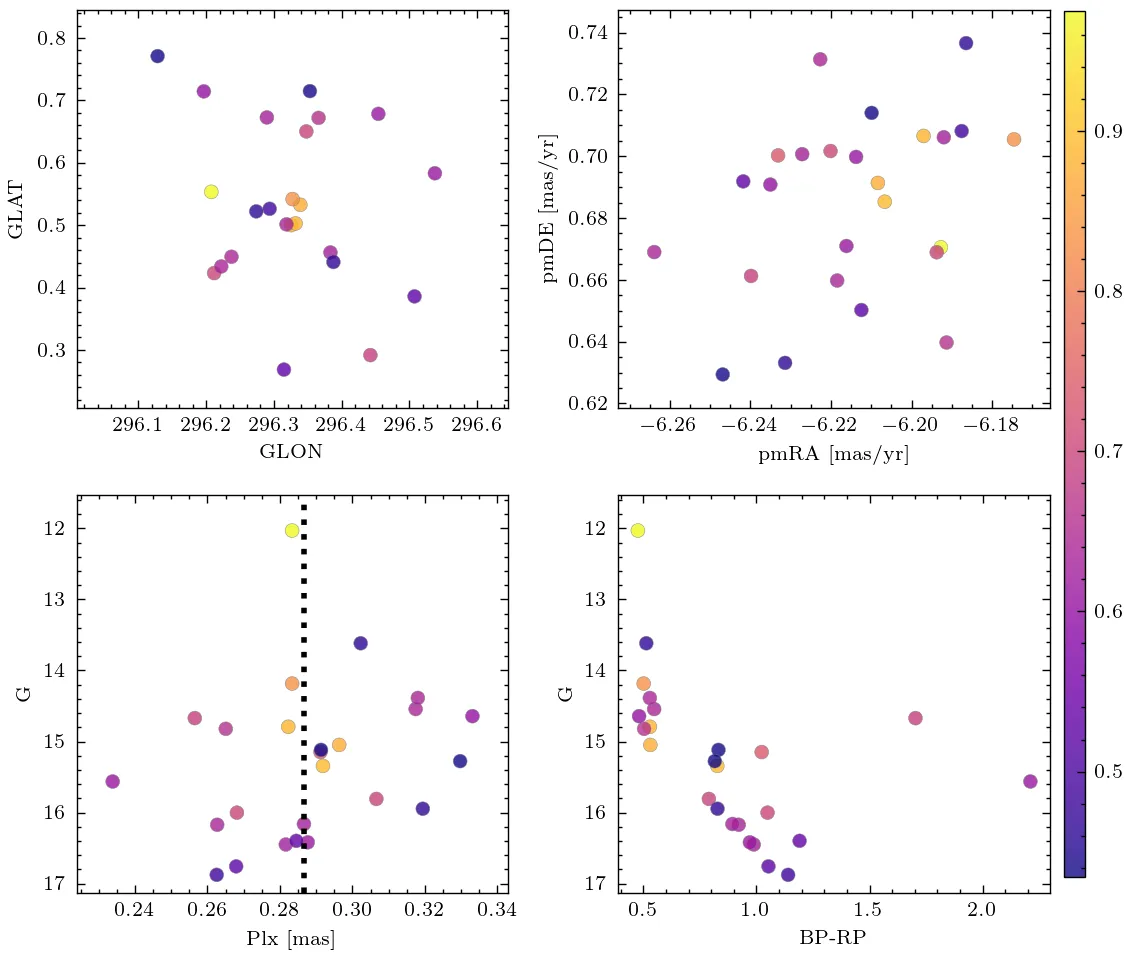 0.8
0.7
0.6
0.5
0.4
0.3
GLAT
296.1 296.2 296.3 296.4 296.5 296.6
GLON
0.74
0.72
0.70
0.68
0.66
0.64
0.62
pmDE [mas/yr]
−6.26 −6.24 −6.22 −6.20 −6.18
pmRA [mas/yr]
12
13
14
15
16
17
G
0.24 0.26 0.28 0.30 0.32 0.34
Plx [mas]
12
13
14
15
16
17
G
0.5 1.0 1.5 2.0
BP-RP
0.9
0.8
0.7
0.6
0.5